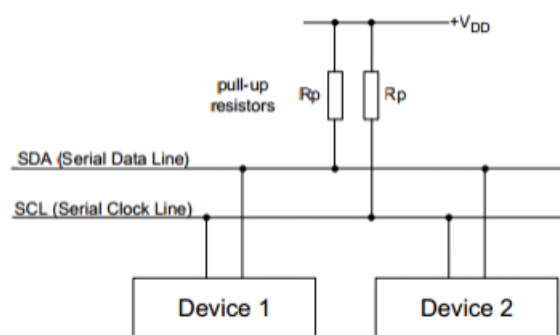 +VDD
pull-up
resistors
Rp
Rp
SDA (Serial Data Line)
SCL (Serial Clock Line)
Device 1
Device 2